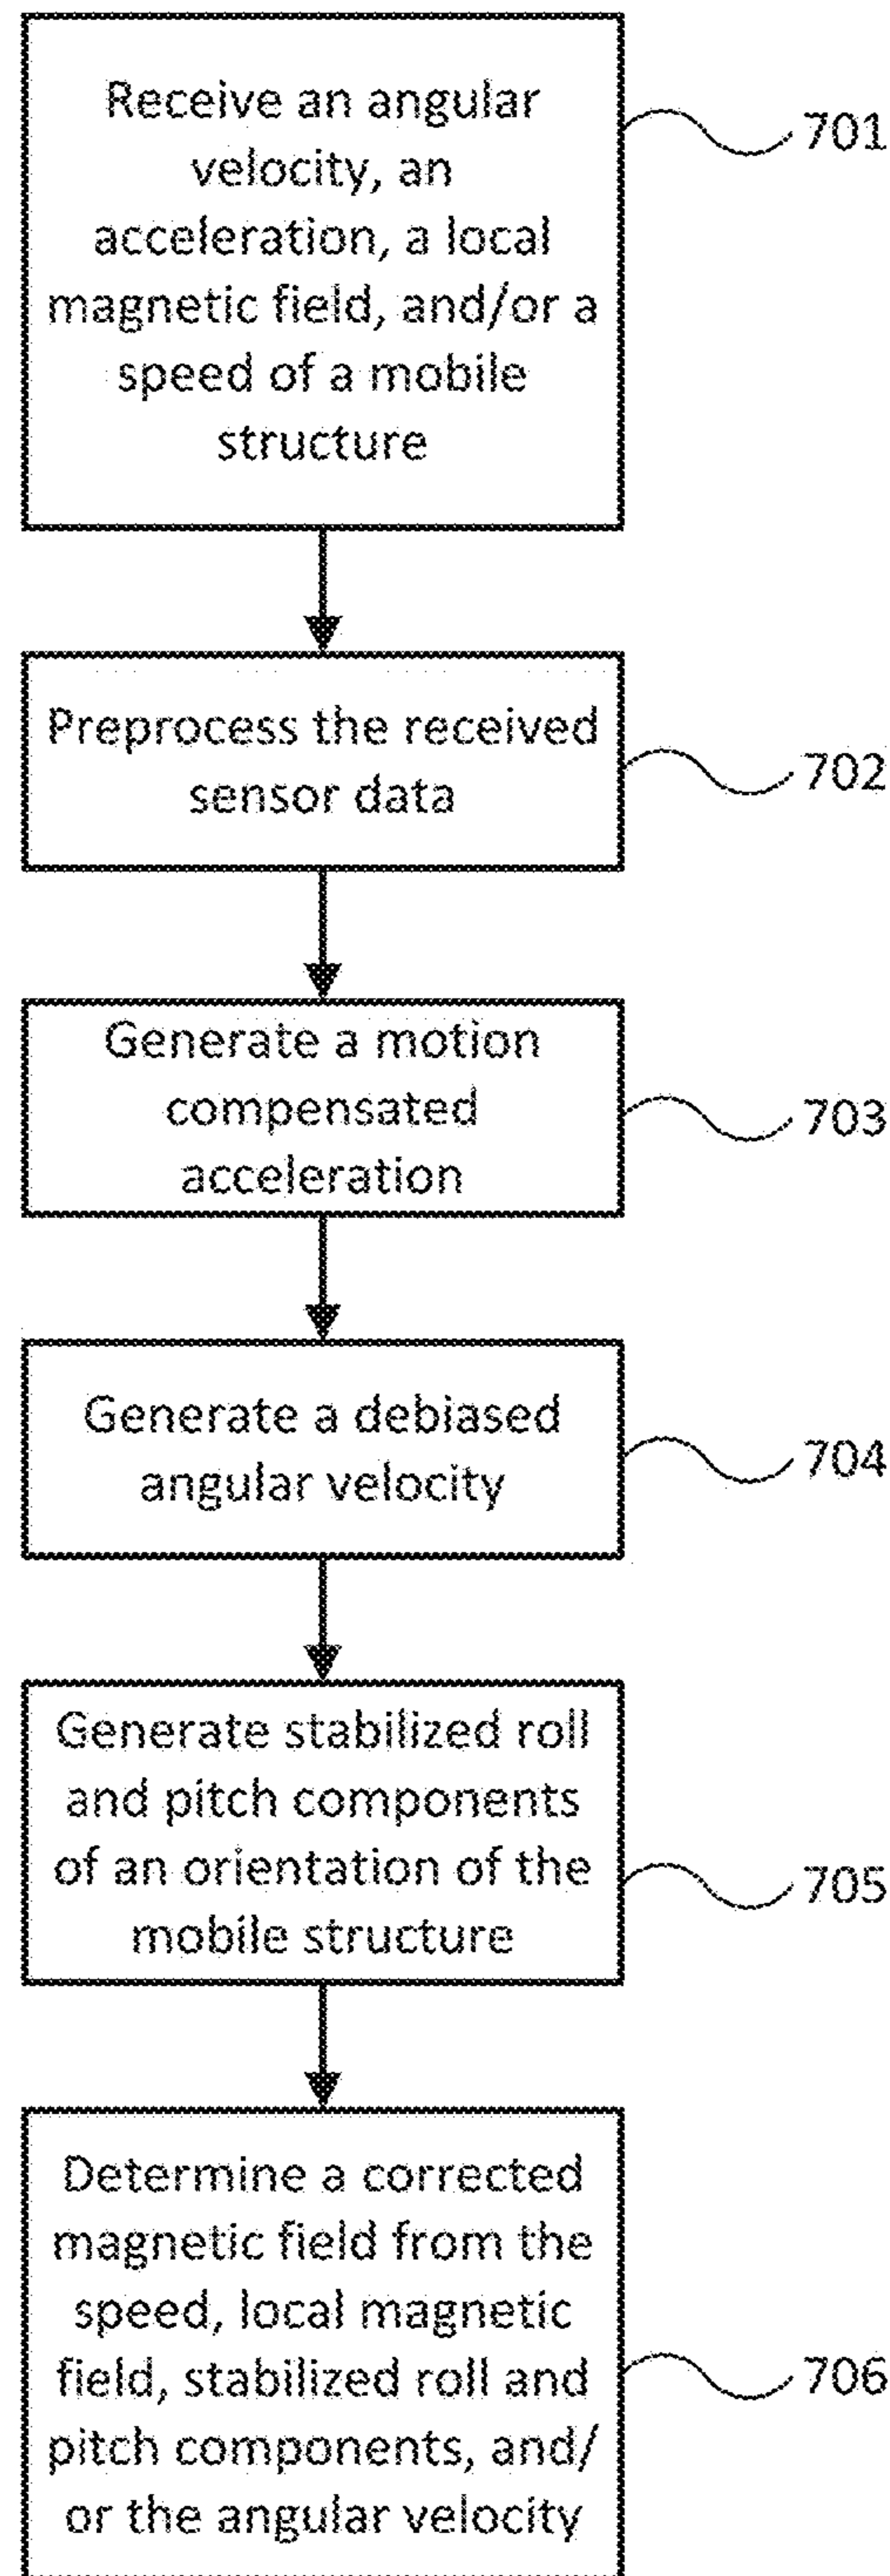 Receive an angular
velocity, an
acceleration, a local
magnetic field, and/or a
speed of a mobile
structure
701
Preprocess the received
sensor data
702
Generate a motion
compensated
acceleration
703
Generate a debiased
angular velocity
704
Generate stabilized roll
and pitch components
of an orientation of the
mobile structure
705
Determine a corrected
magnetic field from the
speed, local magnetic
field, stabilized roll and
pitch components, and/
or the angular velocity
706